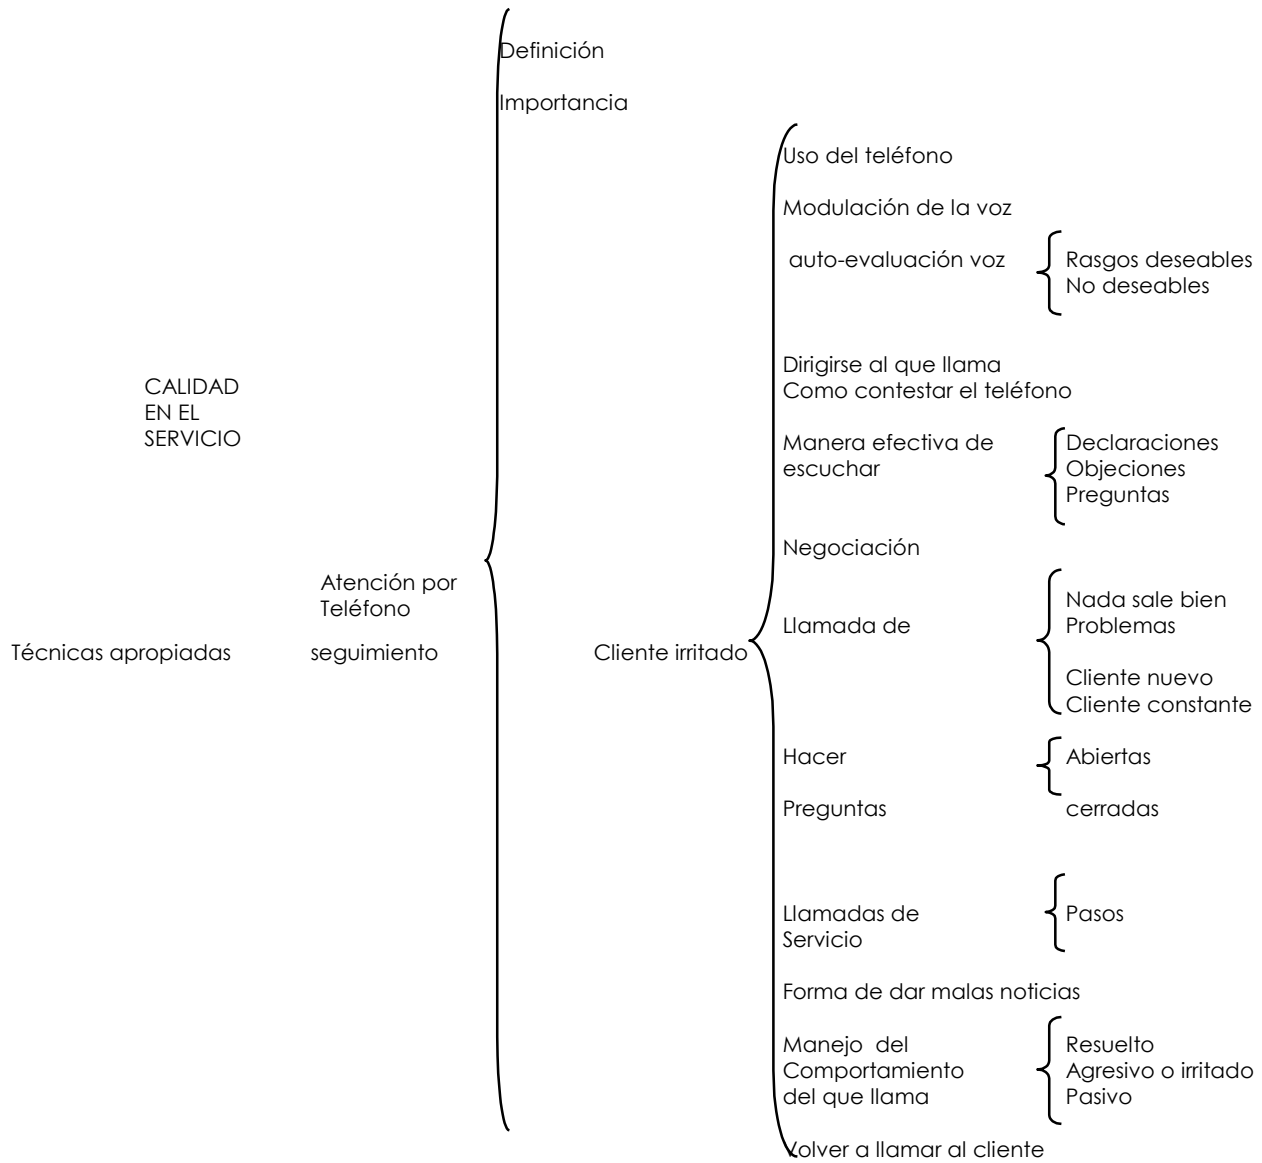 Definición
Importancia
Uso del teléfono
Modulación de la voz
auto-evaluación voz
Rasgos deseables
No deseables
Dirigirse al que llama
Como contestar el teléfono
CALIDAD
EN EL
SERVICIO
Manera efectiva de
escuchar
Declaraciones
Objeciones
Preguntas
Negociación
Atención por
Teléfono
Llamada de
Nada sale bien
Problemas
Técnicas apropiadas
seguimiento
Cliente irritado
Cliente nuevo
Cliente constante
Hacer
Abiertas
Preguntas
cerradas
Llamadas de
Servicio
Pasos
Forma de dar malas noticias
Manejo del
Comportamiento
del que llama
Resuelto
Agresivo o irritado
Pasivo
Volver a llamar al cliente